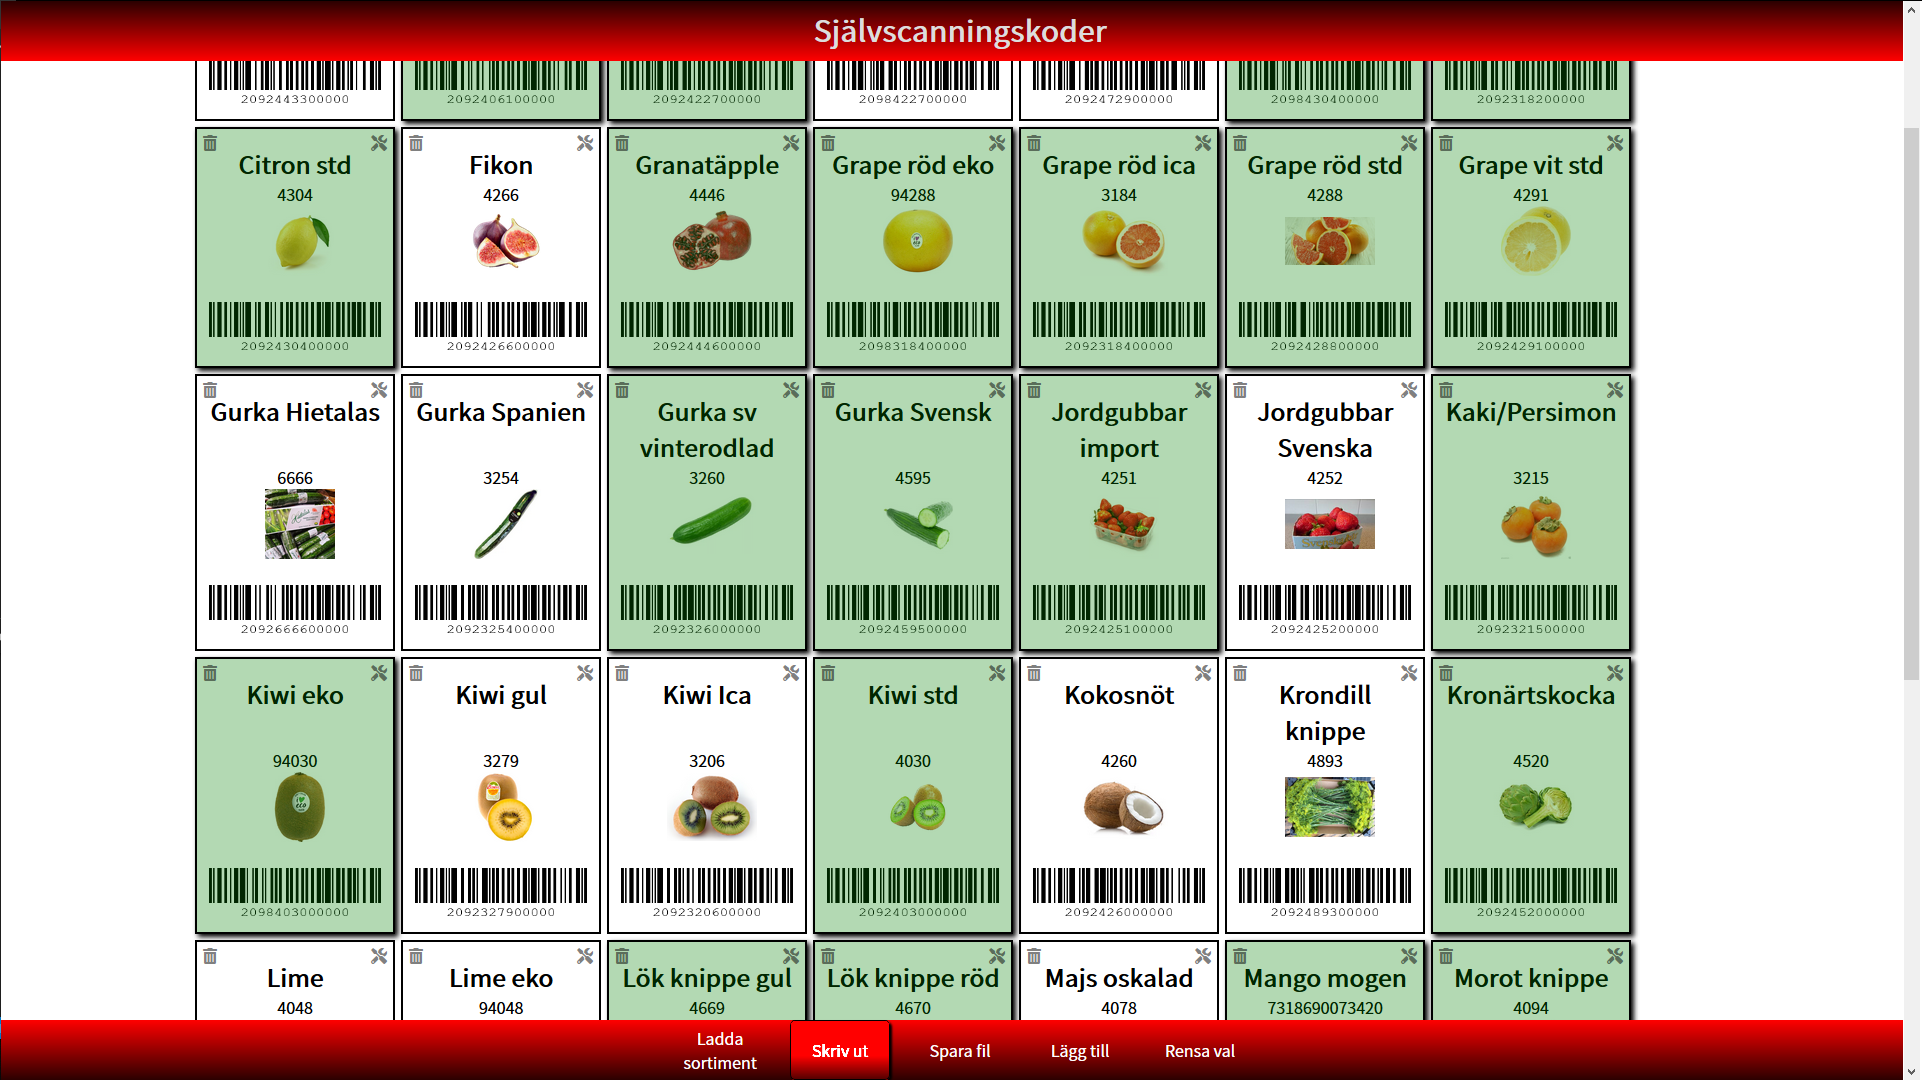 Självscanningskoder
2092443300000
2092406100000
2092422700000
2098422700000
2092472900000
2098430400000
2092318200000
Citron std
4304
2092430400000
Fikon
4266
2092426600000
Granatäpple
4446
2092444600000
Grape röd eko
94288
2098318400000
Grape röd ica
3184
2092318400000
Grape röd std
4288
2092428800000
Grape vit std
4291
2092429100000
Gurka Hietalas
6666
2092666600000
Gurka Spanien
3254
2092325400000
Gurka sv
vinterodlad
3260
2092326000000
Gurka Svensk
4595
2092459500000
Jordgubbar
import
4251
2092425100000
Jordgubbar
Svenska
4252
2092425200000
Kaki/Persimon
3215
2092321500000
Kiwi eko
94030
2098403000000
Kiwi gul
3279
2092327900000
Kiwi Ica
3206
2092320600000
Kiwi std
4030
2092403000000
Kokosnöt
4260
2092426000000
Krondill
knippe
4893
2092489300000
Kronärtskocka
4520
2092452000000
Lime
4048
Lime eko
94048
Lök knippe gul
4669
Lök knippe röd
4670
Majs oskalad
4078
Mango mogen
7318690073420
Morot knippe
4094
Ladda
sortiment
Skriv ut
Spara fil
Lägg till
Rensa val